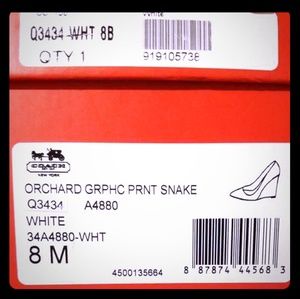 White
Q3434 WHT 8B
QTY 1
919105738
COACH
NEW YORK
ORCHARD GRPHC PRNT SNAKE
Q3434 A4880
WHITE
34A4880-WHT
8 M
4500135664
8 87874 44568 3